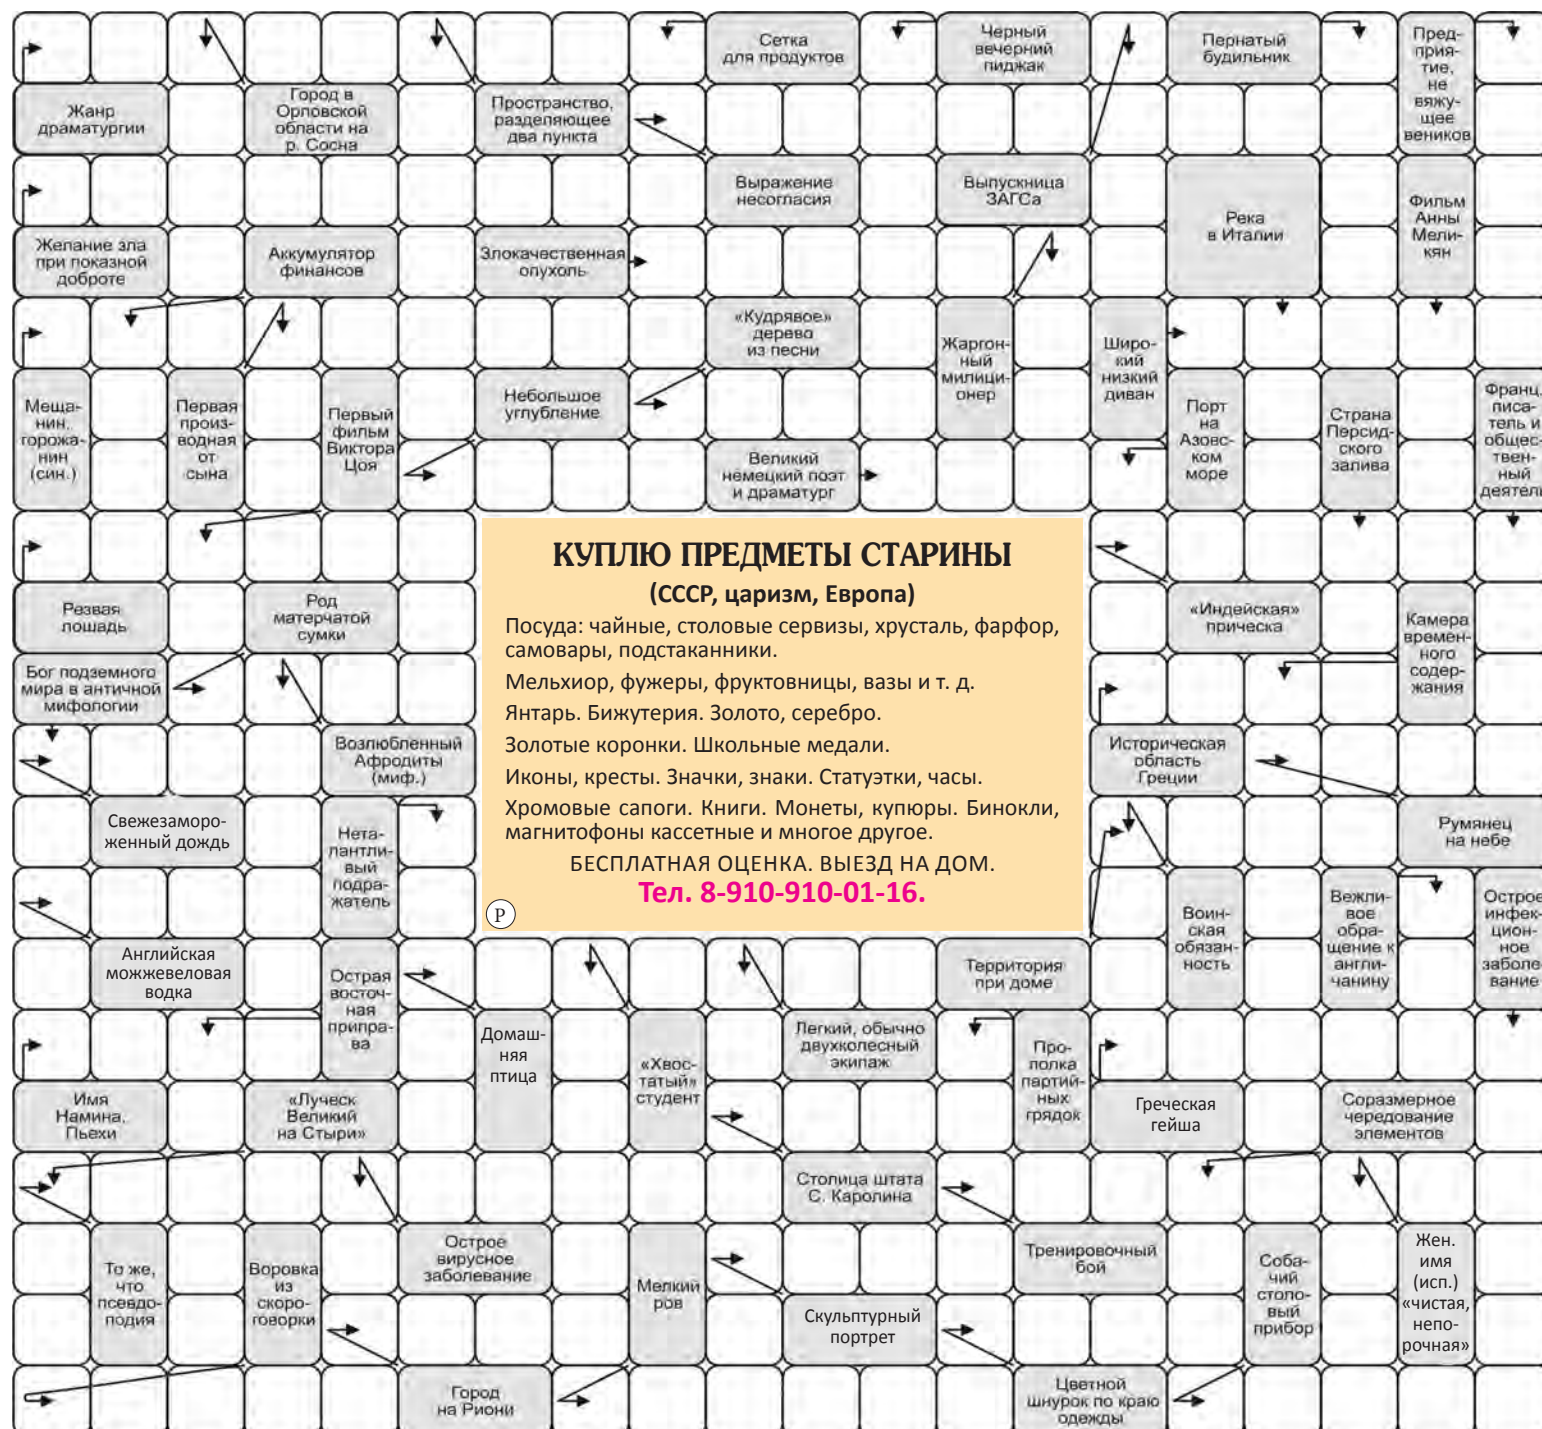 Сетка
для продуктов
Черный
вечерний
пиджак
Пернатый
будильник
Пред-
прия-
тие,
не
вяжу-
щее
веников
Жанр
драматургии
Город в
Орловской
области на
р. Сосна
Пространство,
разделяющее
два пункта
Выражение
несогласия
Выпускница
ЗАГСа
Река
в Италии
Фильм
Анны
Мели-
кян
Желание зла
при показной
доброте
Аккумулятор
финансов
Злокачественная
опухоль
«Кудрявое»
дерево
из песни
Жаргон-
ный
милици-
онер
Широ-
кий
низкий
диван
Меща-
нин,
горожа-
нин
(син.)
Первая
произ-
водная
от
сына
Первый
фильм
Виктора
Цоя
Небольшое
углубление
Порт
на
Азовс-
ком
море
Страна
Персид-
ского
залива
Франц.
писа-
тель и
общес-
твен-
ный
деятель
Великий
немецкий поэт
и драматург
КУПЛЮ ПРЕДМЕТЫ СТАРИНЫ
(СССР, царизм, Европа)
Посуда: чайные, столовые сервизы, хрусталь, фарфор,
самовары, подстаканники.
Мельхиор, фужеры, фруктовницы, вазы и т. д.
Янтарь. Бижутерия. Золото, серебро.
Золотые коронки. Школьные медали.
Иконы, кресты. Значки, знаки. Статуэтки, часы.
Хромовые сапоги. Книги. Монеты, купюры. Бинокли,
магнитофоны кассетные и многое другое.
БЕСПЛАТНАЯ ОЦЕНКА. ВЫЕЗД НА ДОМ.
Тел. 8-910-910-01-16.
Р
Резвая
лошадь
Род
матерчатой
сумки
«Индейская»
прическа
Камера
времен-
ного
содер-
жания
Бог подземного
мира в античной
мифологии
Возлюбленный
Афродиты
(миф.)
Историческая
область
Греции
Свежезаморо-
женный дождь
Нета-
лантли-
вый
подра-
жатель
Румянец
на небе
Воин-
ская
обязан-
ность
Вежли-
вое
обра-
щение к
англи-
чанину
Острое
инфек-
цион-
ное
заболе-
вание
Английская
можжевеловая
водка
Острая
восточ-
ная
припра-
ва
Территория
при доме
Домаш-
няя
птица
«Хвос-
татый»
студент
Легкий, обычно
двухколесный
экипаж
Про-
полка
партий-
ных
грядок
Имя
Намина,
Пьехи
«Луческ
Великий
на Стыри»
Греческая
гейша
Соразмерное
чередование
элементов
Столица штата
С. Каролина
То же,
что
псевдо-
подия
Воровка
из
скоро-
говорки
Острое
вирусное
заболевание
Мелкий
ров
Тренировочный
бой
Соба-
чий
столо-
вый
прибор
Жен.
имя
(исп.)
«чистая,
непо-
рочная»
Скульптурный
портрет
Город
на Риони
Цветной
шнурок по краю
одежды